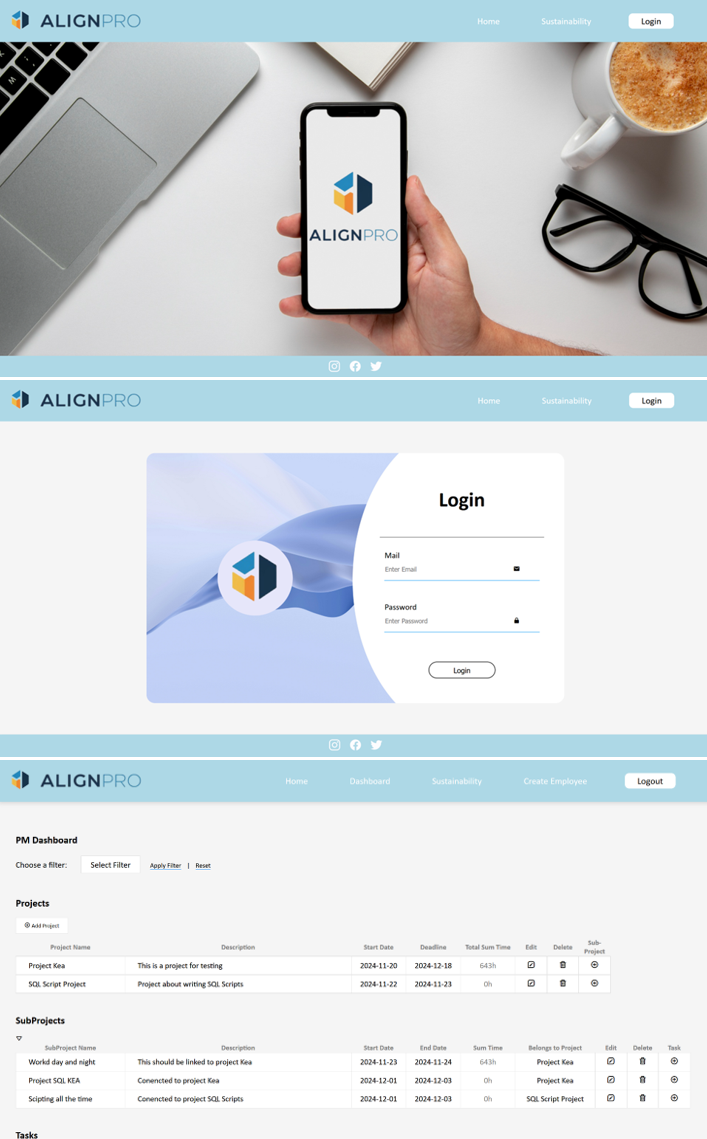 ALIGNPRO Home Sustainability Login
ALIGNPRO
ALIGNPRO Home Sustainability Login
Login
Mail
Enter Email
Password
Enter Password
Login
ALIGNPRO Home Dashboard Sustainability Create Employee Logout
PM Dashboard
Choose a filter: Select Filter Apply Filter | Reset
Projects
Add Project
Project Name Description Start Date Deadline Total Sum Time Edit Delete Sub-Project
Project Kea This is a project for testing 2024-11-20 2024-12-18 643h
SQL Script Project Project about writing SQL Scripts 2024-11-22 2024-11-23 0h
SubProjects
SubProject Name Description Start Date End Date Sum Time Belongs to Project Edit Delete Task
Workd day and night This should be linked to project Kea 2024-11-23 2024-11-24 643h Project Kea
Project SQL KEA Conencted to project Kea 2024-12-01 2024-12-03 0h Project Kea
Scipting all the time Conencted to project SQL Scripts 2024-12-01 2024-12-03 0h SQL Script Project
Tasks